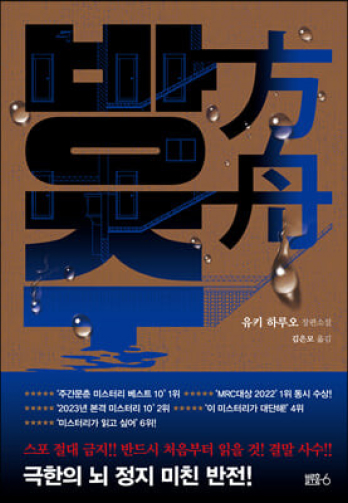 방주
方舟
유키 하루오 장편소설
김은모 옮김
★★★★★ '주간문춘 미스터리 베스트 10' 1위 ★★★★★ 'MRC대상 2022' 1위 동시 수상!
★★★★★ '2023년 본격 미스터리 10' 2위 ★★★★★ '이 미스터리가 대단해!' 4위
★★★★★ '미스터리가 읽고 싶어' 6위!
스포 절대 금지!! 반드시 처음부터 읽을 것! 결말 사수!!
극한의 뇌 정지 미친 반전!
블루홀6